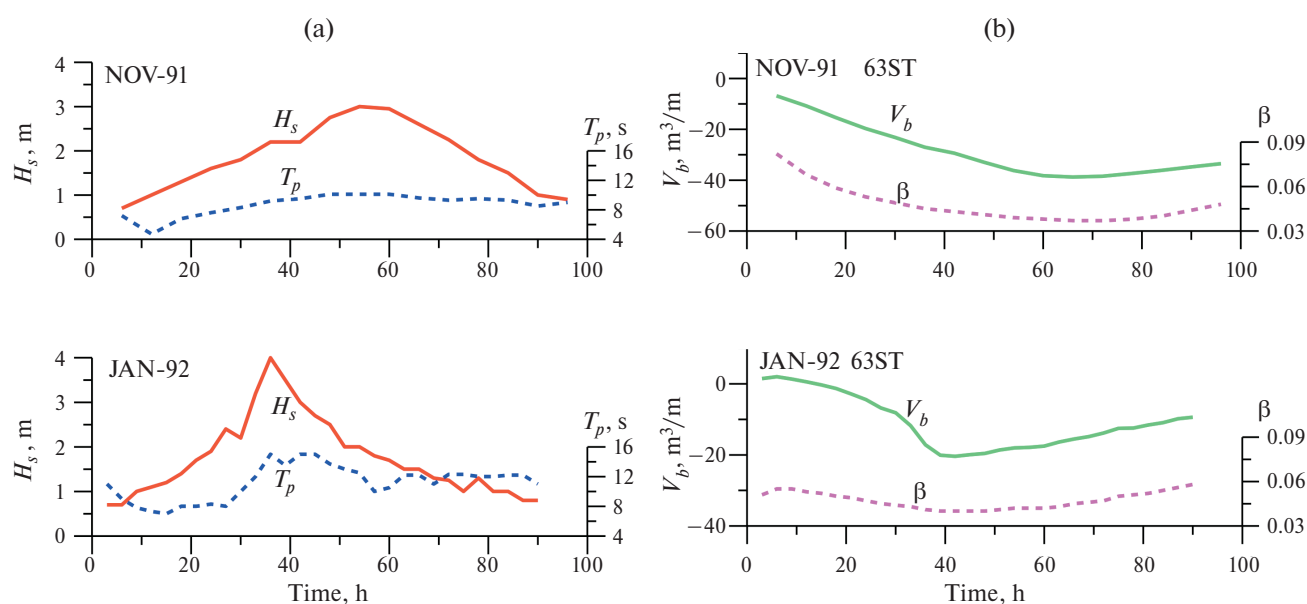 (a)
NOV-91
H_s, m
4
3
2
1
0
H_s
T_p
T_p, s
16
12
8
4
0 20 40 60 80 100
JAN-92
H_s, m
4
3
2
1
0
H_s
T_p
T_p, s
16
12
8
4
0 20 40 60 80 100
Time, h
(b)
NOV-91 63ST
V_b, m³/m
0
−20
−40
−60
V_b
β
β
0.09
0.06
0.03
0 20 40 60 80 100
JAN-92 63ST
V_b, m³/m
0
−20
−40
V_b
β
β
0.09
0.06
0.03
0 20 40 60 80 100
Time, h